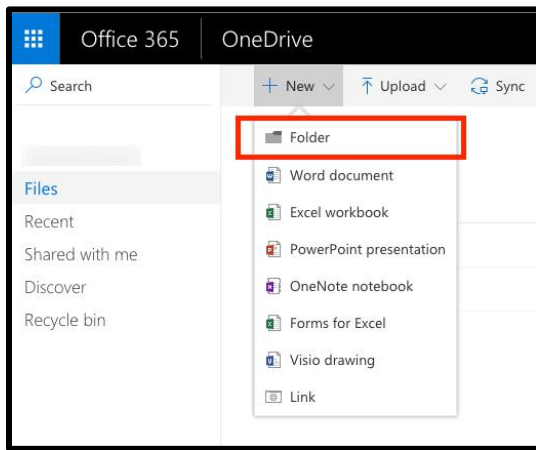 Office 365 OneDrive
Search + New Upload Sync
Folder
Files Word document
Recent Excel workbook
Shared with me PowerPoint presentation
Discover OneNote notebook
Recycle bin Forms for Excel
Visio drawing
Link